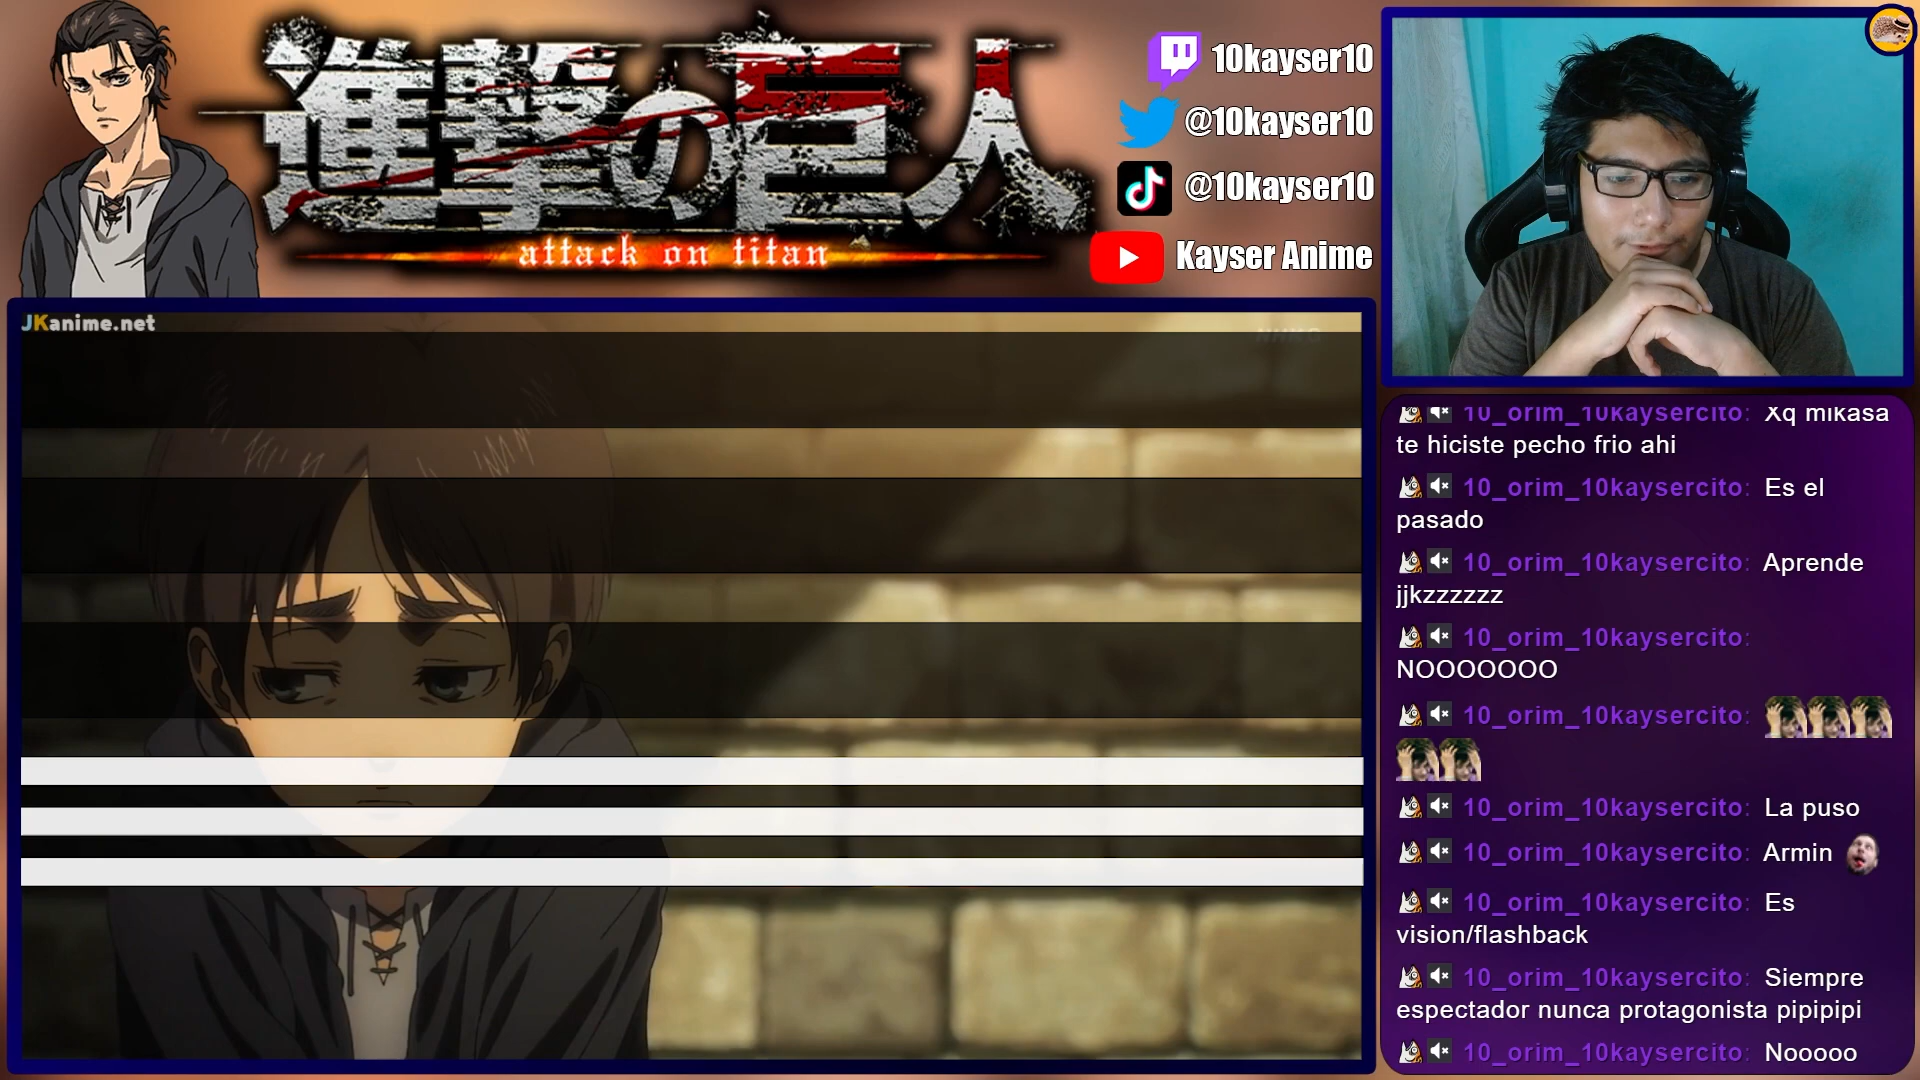 進撃の巨人
attack on titan
10kayser10
@10kayser10
@10kayser10
Kayser Anime
JKanime.net
10_orim_10kaysercito: Xq mikasa
te hiciste pecho frio ahi
10_orim_10kaysercito: Es el
pasado
10_orim_10kaysercito: Aprende
jjkzzzzzz
10_orim_10kaysercito:
NOOOOOOO
10_orim_10kaysercito:
10_orim_10kaysercito: La puso
10_orim_10kaysercito: Armin
10_orim_10kaysercito: Es
vision/flashback
10_orim_10kaysercito: Siempre
espectador nunca protagonista pipipipi
10_orim_10kaysercito: Nooooo